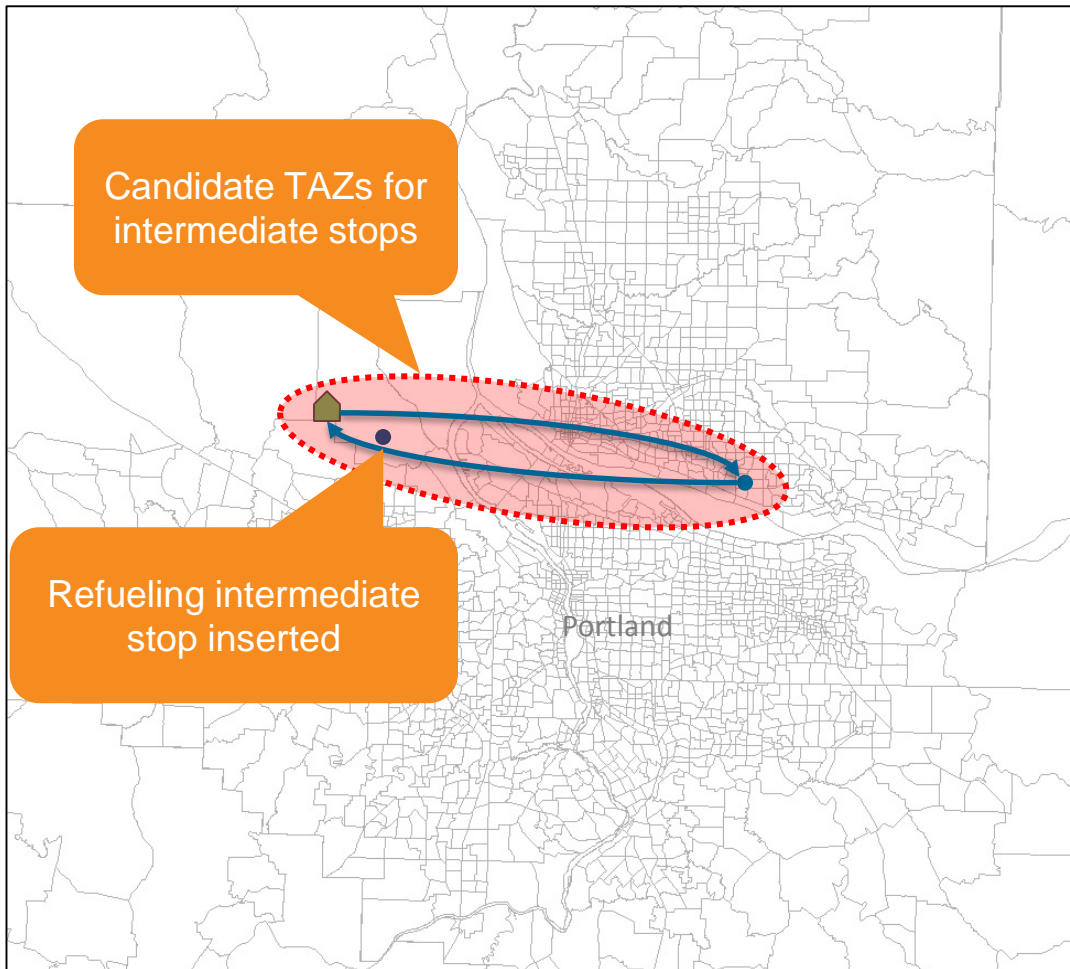 Candidate TAZs for
intermediate stops
Refueling intermediate
stop inserted
Portland